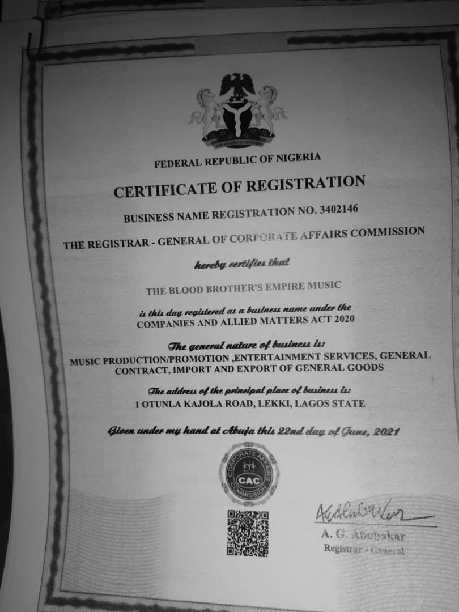 FEDERAL REPUBLIC OF NIGERIA
CERTIFICATE OF REGISTRATION
BUSINESS NAME REGISTRATION NO. 3402146
THE REGISTRAR - GENERAL OF CORPORATE AFFAIRS COMMISSION
hereby certifies that
THE BLOOD BROTHER'S EMPIRE MUSIC
is this day registered as a business name under the
COMPANIES AND ALLIED MATTERS ACT 2020
The general nature of business is:
MUSIC PRODUCTION/PROMOTION ,ENTERTAINMENT SERVICES, GENERAL
CONTRACT, IMPORT AND EXPORT OF GENERAL GOODS
The address of the principal place of business is:
1 OTUNLA KAJOLA ROAD, LEKKI, LAGOS STATE
Given under my hand at Abuja this 22nd day of June, 2021
CORPORATE AFFAIRS
CAC
COMMISSION
A. G. Abubakar
Registrar - General